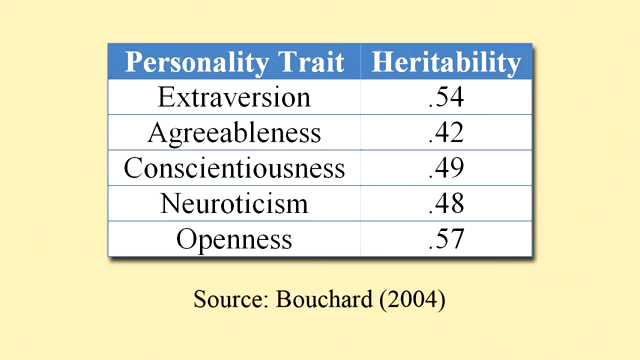 Personality Trait Heritability
Extraversion .54
Agreeableness .42
Conscientiousness .49
Neuroticism .48
Openness .57
Source: Bouchard (2004)